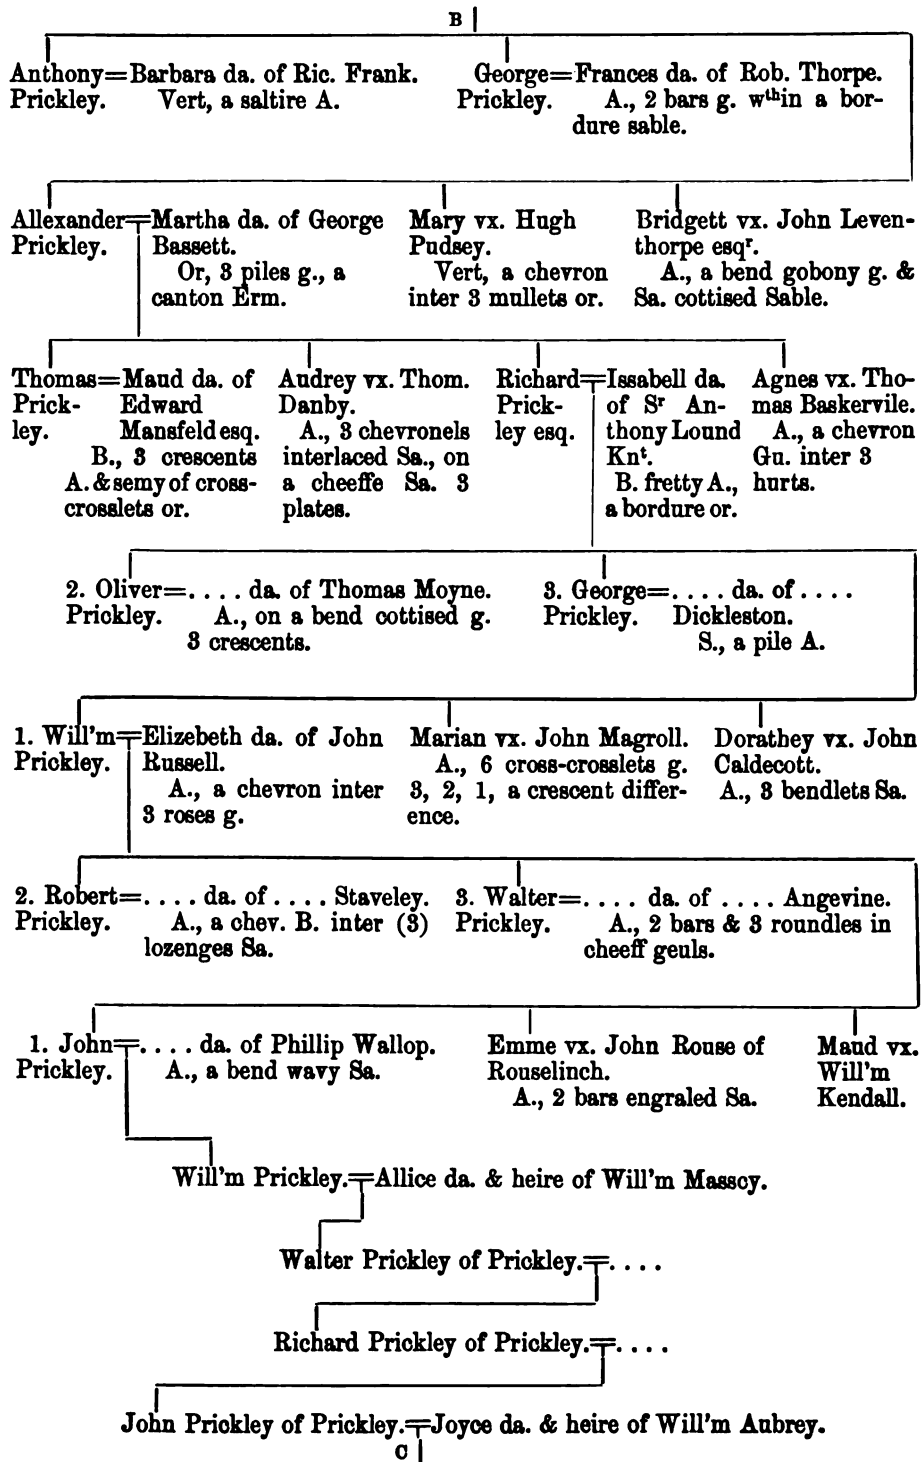 B
Anthony=Barbara da. of Ric. Frank.
Prickley. Vert, a saltire A.
George=Frances da. of Rob. Thorpe.
Prickley. A., 2 bars g. wᵗʰin a bor-
dure sable.
Allexander=Martha da. of George
Prickley. Bassett.
Or, 3 piles g., a
canton Erm.
Mary vx. Hugh
Pudsey.
Vert, a chevron
inter 3 mullets or.
Bridgett vx. John Leven-
thorpe esqʳ.
A., a bend gobony g. &
Sa. cottised Sable.
Thomas=Maud da. of
Prick- Edward
ley. Mansfeld esq.
B., 3 crescents
A. & semy of cross-
crosslets or.
Audrey vx. Thom.
Danby.
A., 3 chevronels
interlaced Sa., on
a cheeffe Sa. 3
plates.
Richard=Issabell da.
Prick- of Sʳ An-
ley esq. thony Lound
Knᵗ.
B. fretty A.,
a bordure or.
Agnes vx. Tho-
mas Baskervile.
A., a chevron
Gu. inter 3
hurts.
2. Oliver=.... da. of Thomas Moyne.
Prickley. A., on a bend cottised g.
3 crescents.
3. George=.... da. of ....
Prickley. Dickleston.
S., a pile A.
1. Will'm=Elizebeth da. of John
Prickley. Russell.
A., a chevron inter
3 roses g.
Marian vx. John Magroll.
A., 6 cross-crosslets g.
3, 2, 1, a crescent differ-
ence.
Dorathey vx. John
Caldecott.
A., 3 bendlets Sa.
2. Robert=.... da. of .... Staveley.
Prickley. A., a chev. B. inter (3)
lozenges Sa.
3. Walter=.... da. of .... Angevine.
Prickley. A., 2 bars & 3 roundles in
cheeff geuls.
1. John=.... da. of Phillip Wallop.
Prickley. A., a bend wavy Sa.
Emme vx. John Rouse of
Rouselinch.
A., 2 bars engraled Sa.
Maud vx.
Will'm
Kendall.
Will'm Prickley.=Allice da. & heire of Will'm Masscy.
Walter Prickley of Prickley.=....
Richard Prickley of Prickley.=....
John Prickley of Prickley.=Joyce da. & heire of Will'm Aubrey.
C